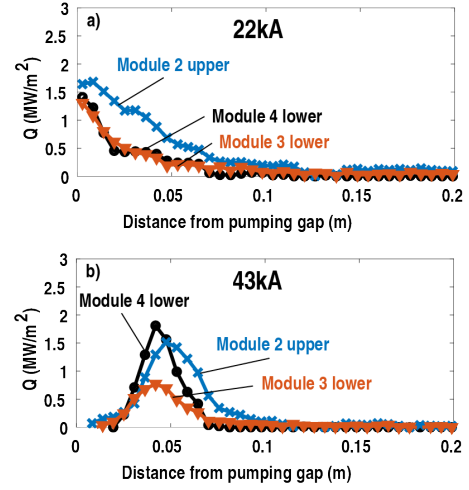 3
a)
22kA
2.5
2
Module 2 upper
1.5
Module 4 lower
1
Module 3 lower
0.5
0
Q (MW/m²)
0
0.05
0.1
0.15
0.2
Distance from pumping gap (m)
3
b)
43kA
2.5
Module 4 lower
2
1.5
Module 2 upper
1
Module 3 lower
0.5
0
Q (MW/m²)
0
0.05
0.1
0.15
0.2
Distance from pumping gap (m)